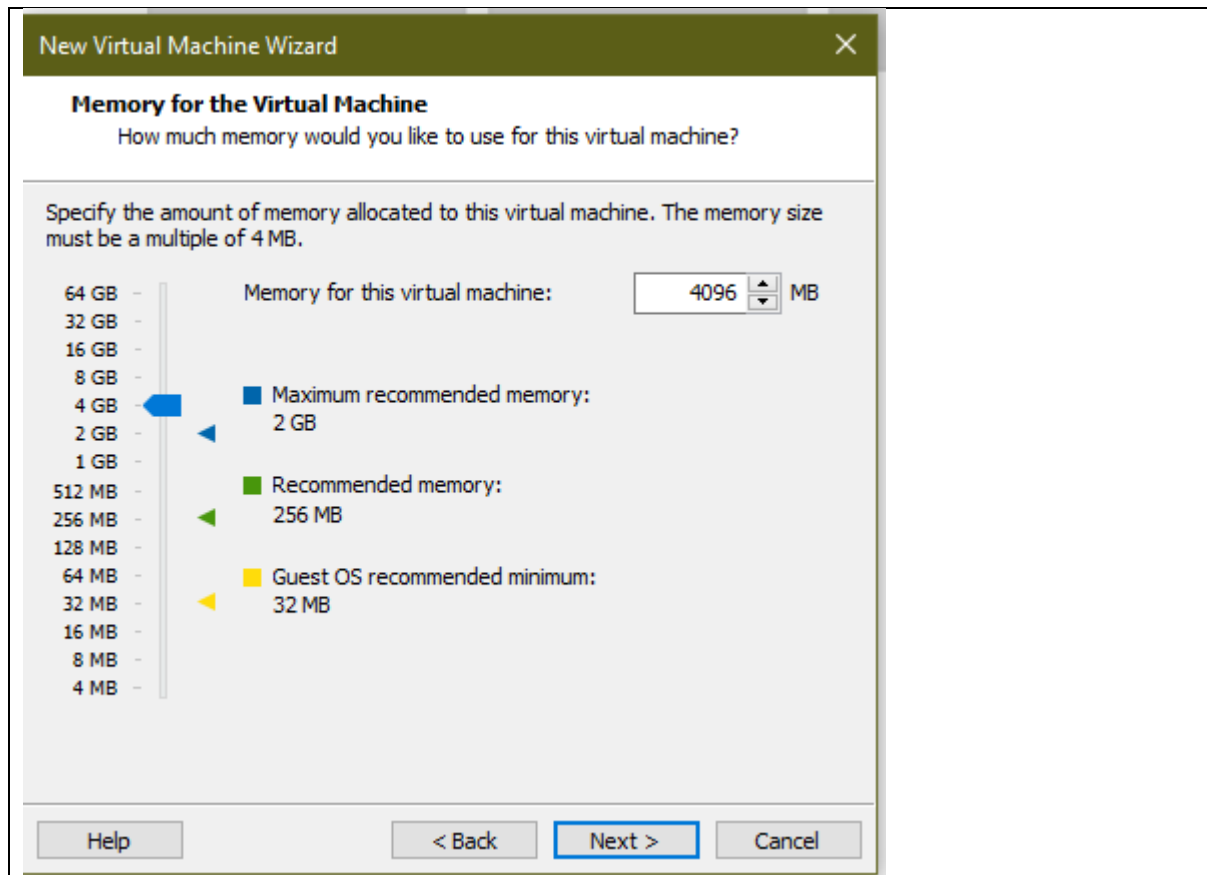 New Virtual Machine Wizard
Memory for the Virtual Machine
How much memory would you like to use for this virtual machine?
Specify the amount of memory allocated to this virtual machine. The memory size
must be a multiple of 4 MB.
64 GB
Memory for this virtual machine: 4096 MB
32 GB
16 GB
8 GB
4 GB
2 GB
1 GB
512 MB
256 MB
128 MB
64 MB
32 MB
16 MB
8 MB
4 MB
Maximum recommended memory:
2 GB
Recommended memory:
256 MB
Guest OS recommended minimum:
32 MB
Help
< Back
Next >
Cancel